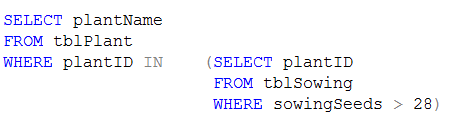 SELECT plantName
FROM tblPlant
WHERE plantID IN (SELECT plantID
FROM tblSowing
WHERE sowingSeeds > 28)